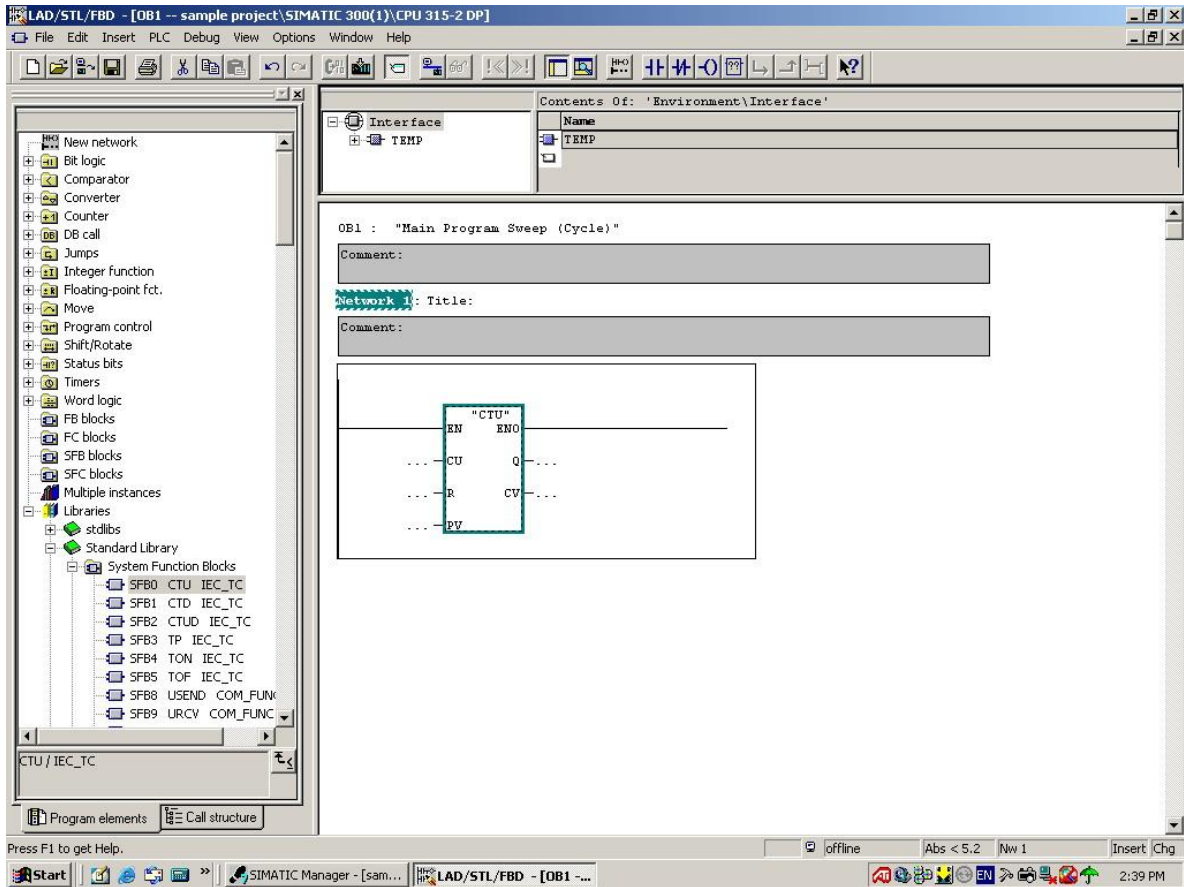 LAD/STL/FBD - [OB1 -- sample project\SIMATIC 300(1)\CPU 315-2 DP]
File Edit Insert PLC Debug View Options Window Help
New network
Bit logic
Comparator
Converter
Counter
DB call
Jumps
Integer function
Floating-point fct.
Move
Program control
Shift/Rotate
Status bits
Timers
Word logic
FB blocks
FC blocks
SFB blocks
SFC blocks
Multiple instances
Libraries
stdlibs
Standard Library
System Function Blocks
SFB0 CTU IEC_TC
SFB1 CTD IEC_TC
SFB2 CTUD IEC_TC
SFB3 TP IEC_TC
SFB4 TON IEC_TC
SFB5 TOF IEC_TC
SFB8 USEND COM_FUN
SFB9 URCV COM_FUNC
CTU / IEC_TC
Program elements Call structure
Interface
TEMP
Contents Of: 'Environment\Interface'
Name
TEMP
OB1 : "Main Program Sweep (Cycle)"
Comment:
Network 1: Title:
Comment:
"CTU"
EN ENO
... CU Q ...
... R CV ...
... PV
Press F1 to get Help.
offline Abs < 5.2 Nw 1 Insert Chg
Start SIMATIC Manager - [sam... LAD/STL/FBD - [OB1 -... EN 2:39 PM